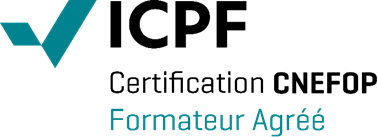 ICPF
Certification CNEFOP
Formateur Agréé